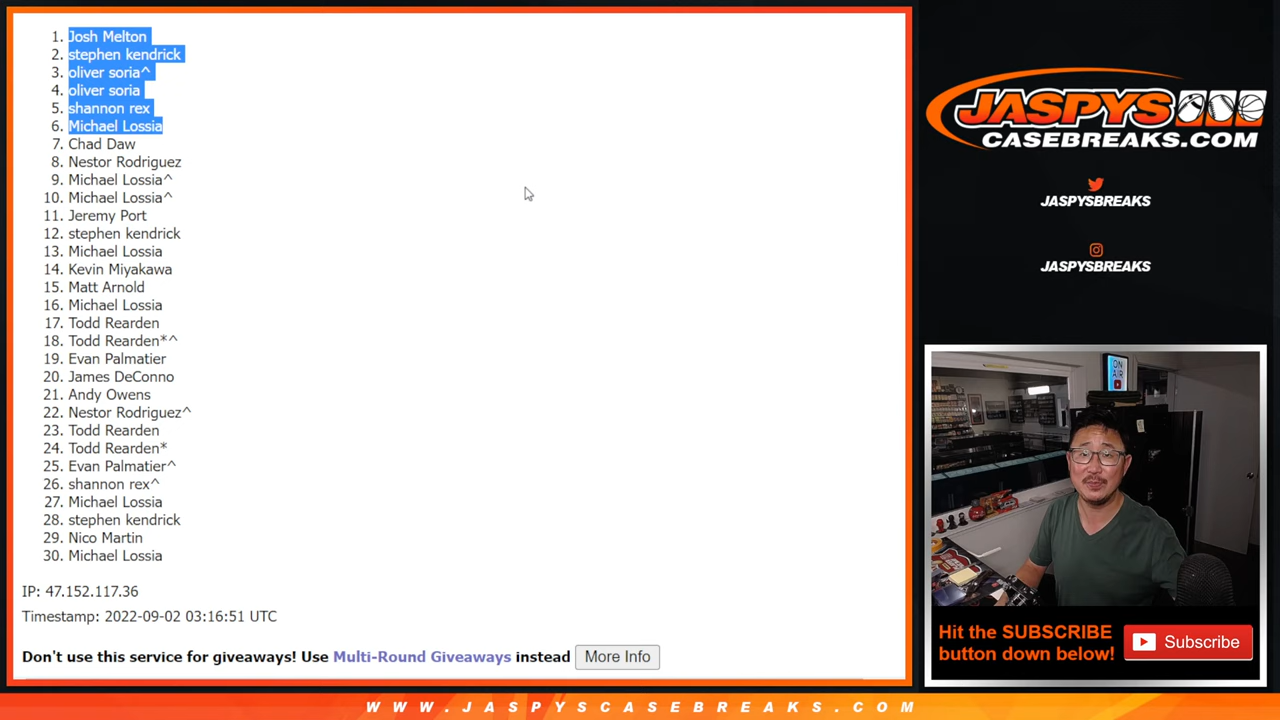 1. Josh Melton
2. stephen kendrick
3. oliver soria^
4. oliver soria
5. shannon rex
6. Michael Lossia
7. Chad Daw
8. Nestor Rodriguez
9. Michael Lossia^
10. Michael Lossia^
11. Jeremy Port
12. stephen kendrick
13. Michael Lossia
14. Kevin Miyakawa
15. Matt Arnold
16. Michael Lossia
17. Todd Rearden
18. Todd Rearden*^
19. Evan Palmatier
20. James DeConno
21. Andy Owens
22. Nestor Rodriguez^
23. Todd Rearden
24. Todd Rearden*
25. Evan Palmatier^
26. shannon rex^
27. Michael Lossia
28. stephen kendrick
29. Nico Martin
30. Michael Lossia
IP: 47.152.117.36
Timestamp: 2022-09-02 03:16:51 UTC
Don't use this service for giveaways! Use Multi-Round Giveaways instead More Info
JASPYS
CASEBREAKS.COM
JASPYSBREAKS
JASPYSBREAKS
ON
AIR
Hit the SUBSCRIBE
button down below!
Subscribe
WWW.JASPYSCASEBREAKS.COM